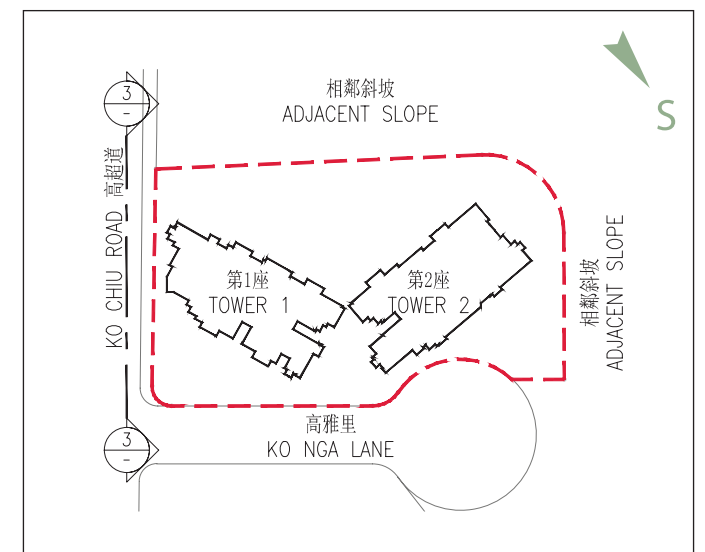 3
-
相鄰斜坡
ADJACENT SLOPE
S
KO CHIU ROAD 高超道
第1座
TOWER 1
第2座
TOWER 2
相鄰斜坡
ADJACENT SLOPE
高雅里
KO NGA LANE
3
-